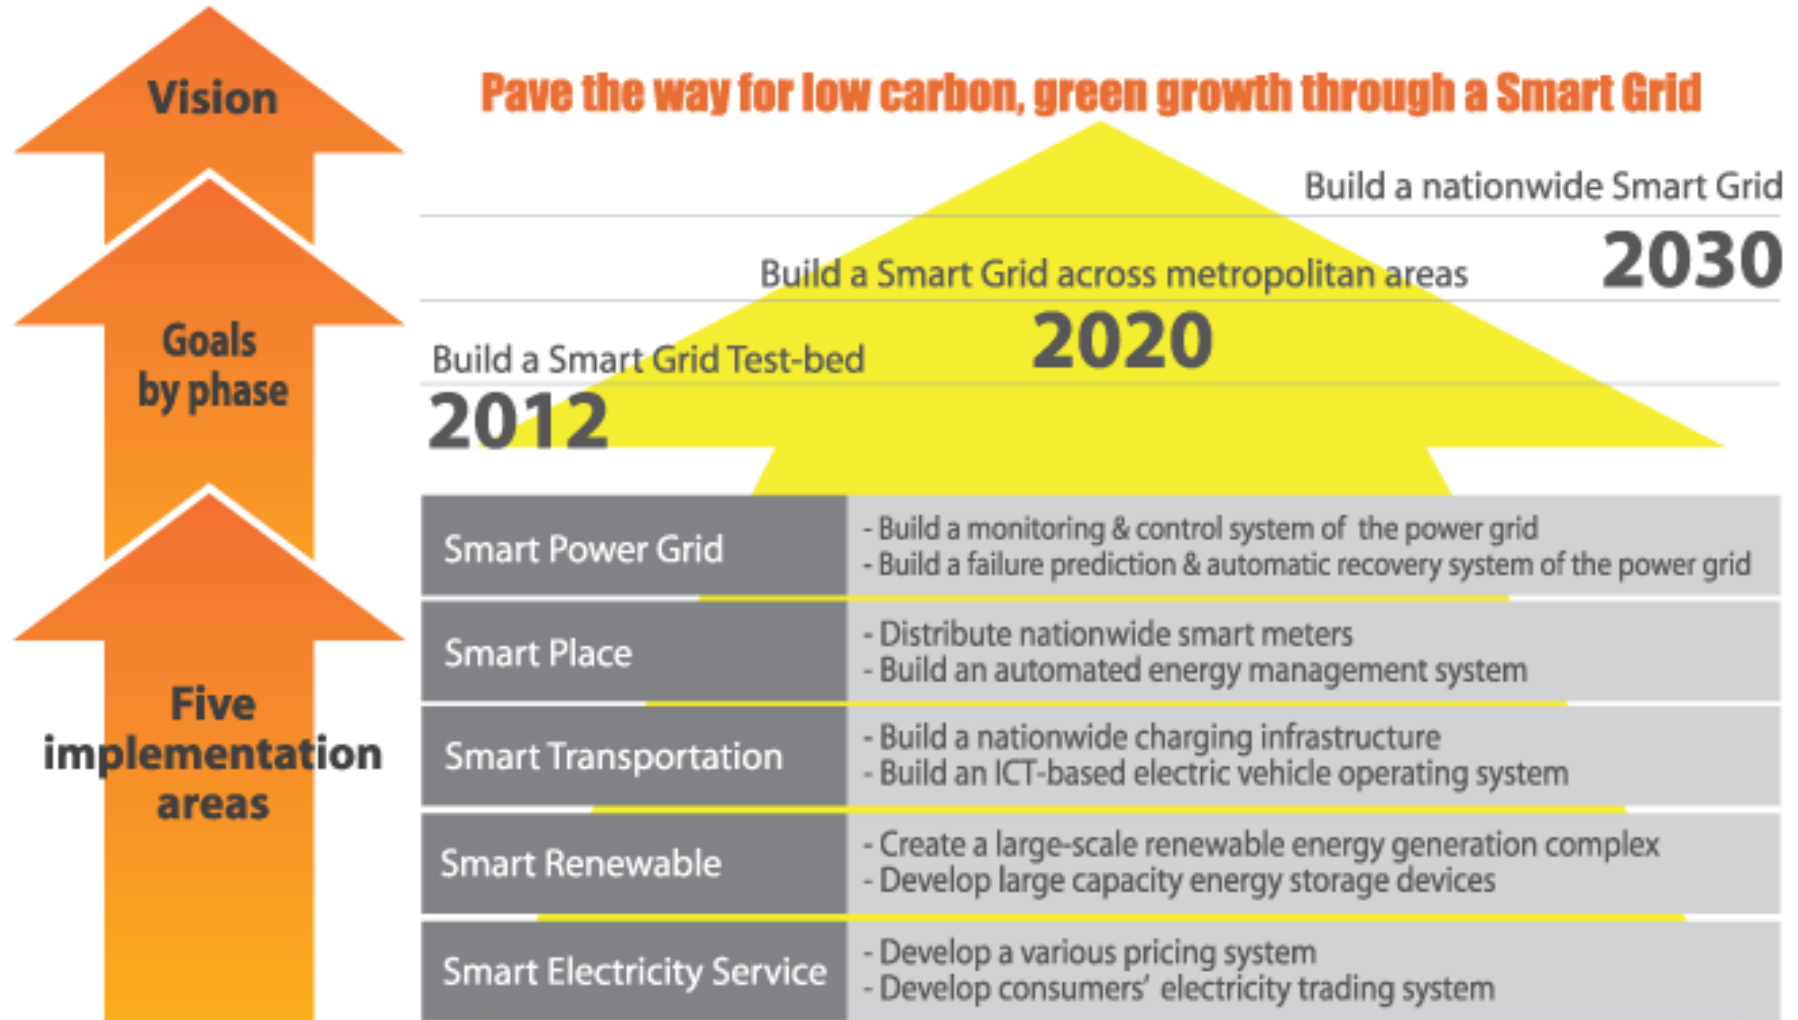 Vision
Pave the way for low carbon, green growth through a Smart Grid
Build a nationwide Smart Grid
2030
Build a Smart Grid across metropolitan areas
2020
Goals
by phase
Build a Smart Grid Test-bed
2012
Five
implementation
areas
Smart Power Grid
- Build a monitoring & control system of the power grid
- Build a failure prediction & automatic recovery system of the power grid
Smart Place
- Distribute nationwide smart meters
- Build an automated energy management system
Smart Transportation
- Build a nationwide charging infrastructure
- Build an ICT-based electric vehicle operating system
Smart Renewable
- Create a large-scale renewable energy generation complex
- Develop large capacity energy storage devices
Smart Electricity Service
- Develop a various pricing system
- Develop consumers' electricity trading system